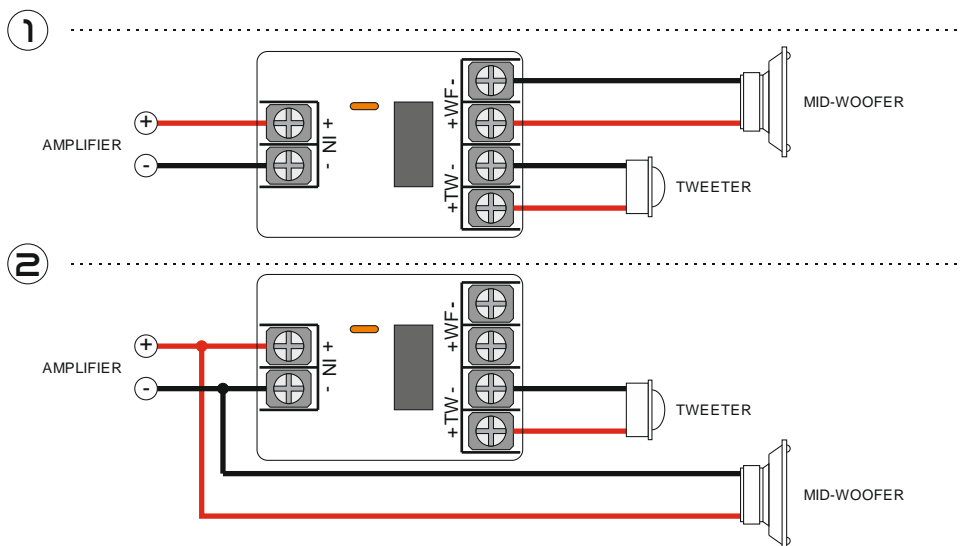 1
AMPLIFIER
+
-
+ IN -
+WF-
+TW-
MID-WOOFER
TWEETER
2
AMPLIFIER
+
-
+ IN -
+WF-
+TW-
TWEETER
MID-WOOFER